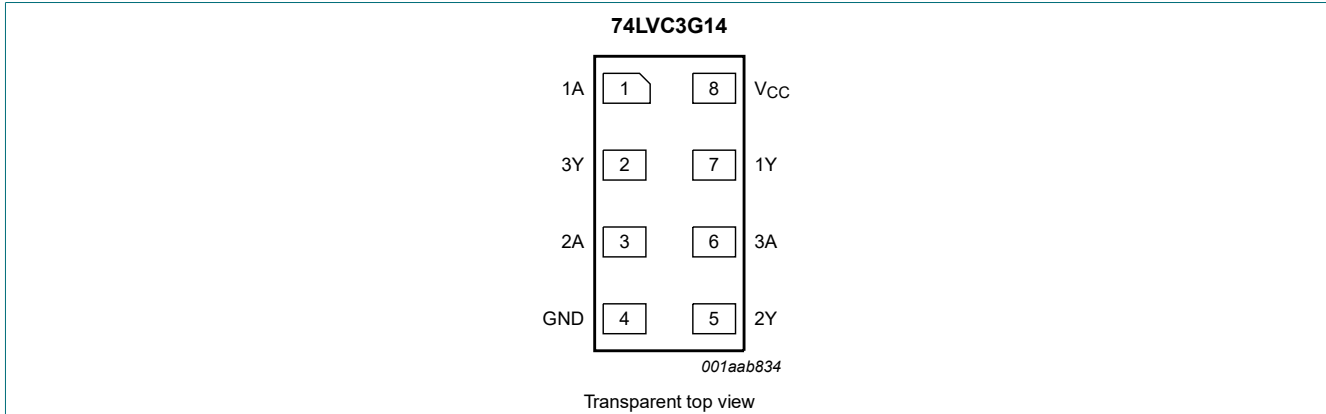 74LVC3G14
1A 1 8 VCC
3Y 2 7 1Y
2A 3 6 3A
GND 4 5 2Y
001aab834
Transparent top view